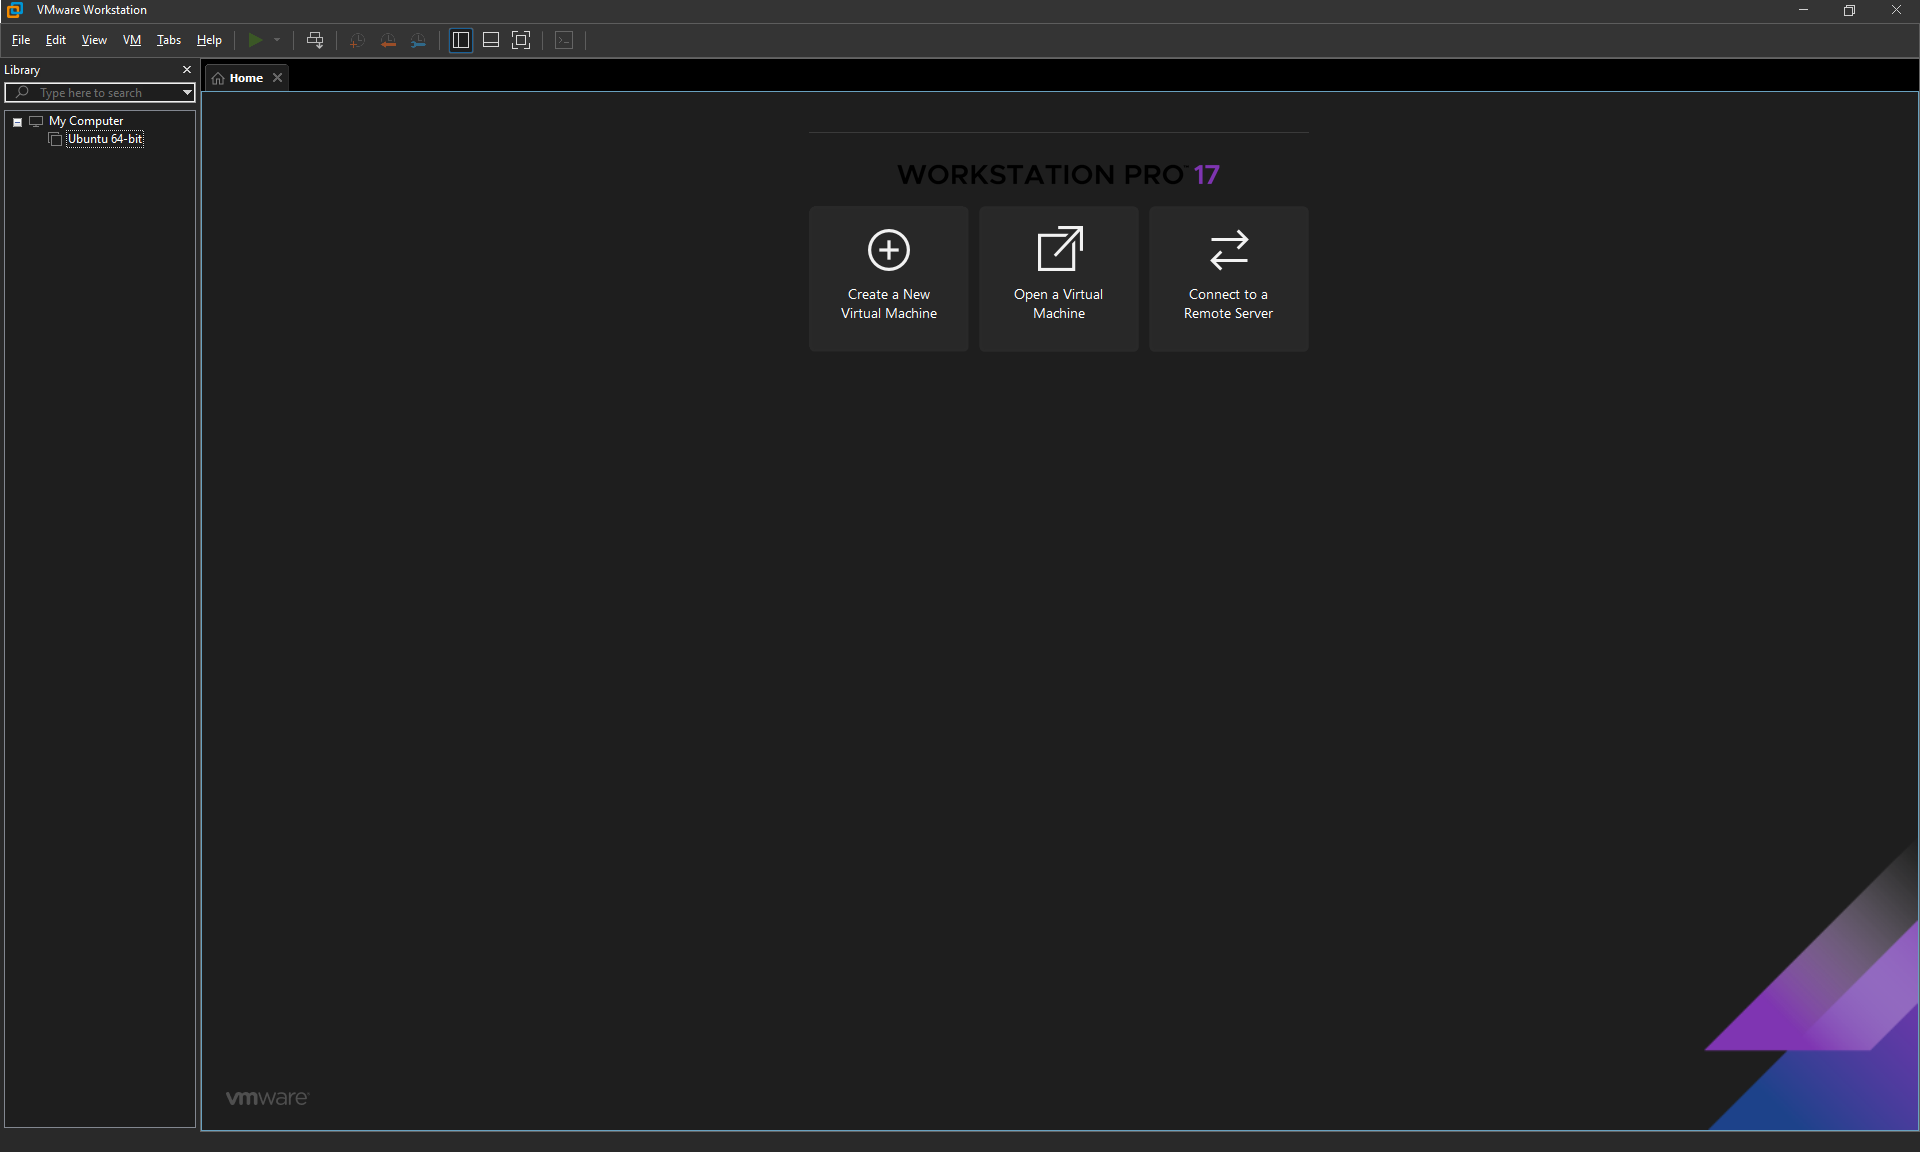 VMware Workstation
File Edit View VM Tabs Help
Library
Type here to search
My Computer
Ubuntu 64-bit
Home
WORKSTATION PRO™ 17
Create a New
Virtual Machine
Open a Virtual
Machine
Connect to a
Remote Server
vmware